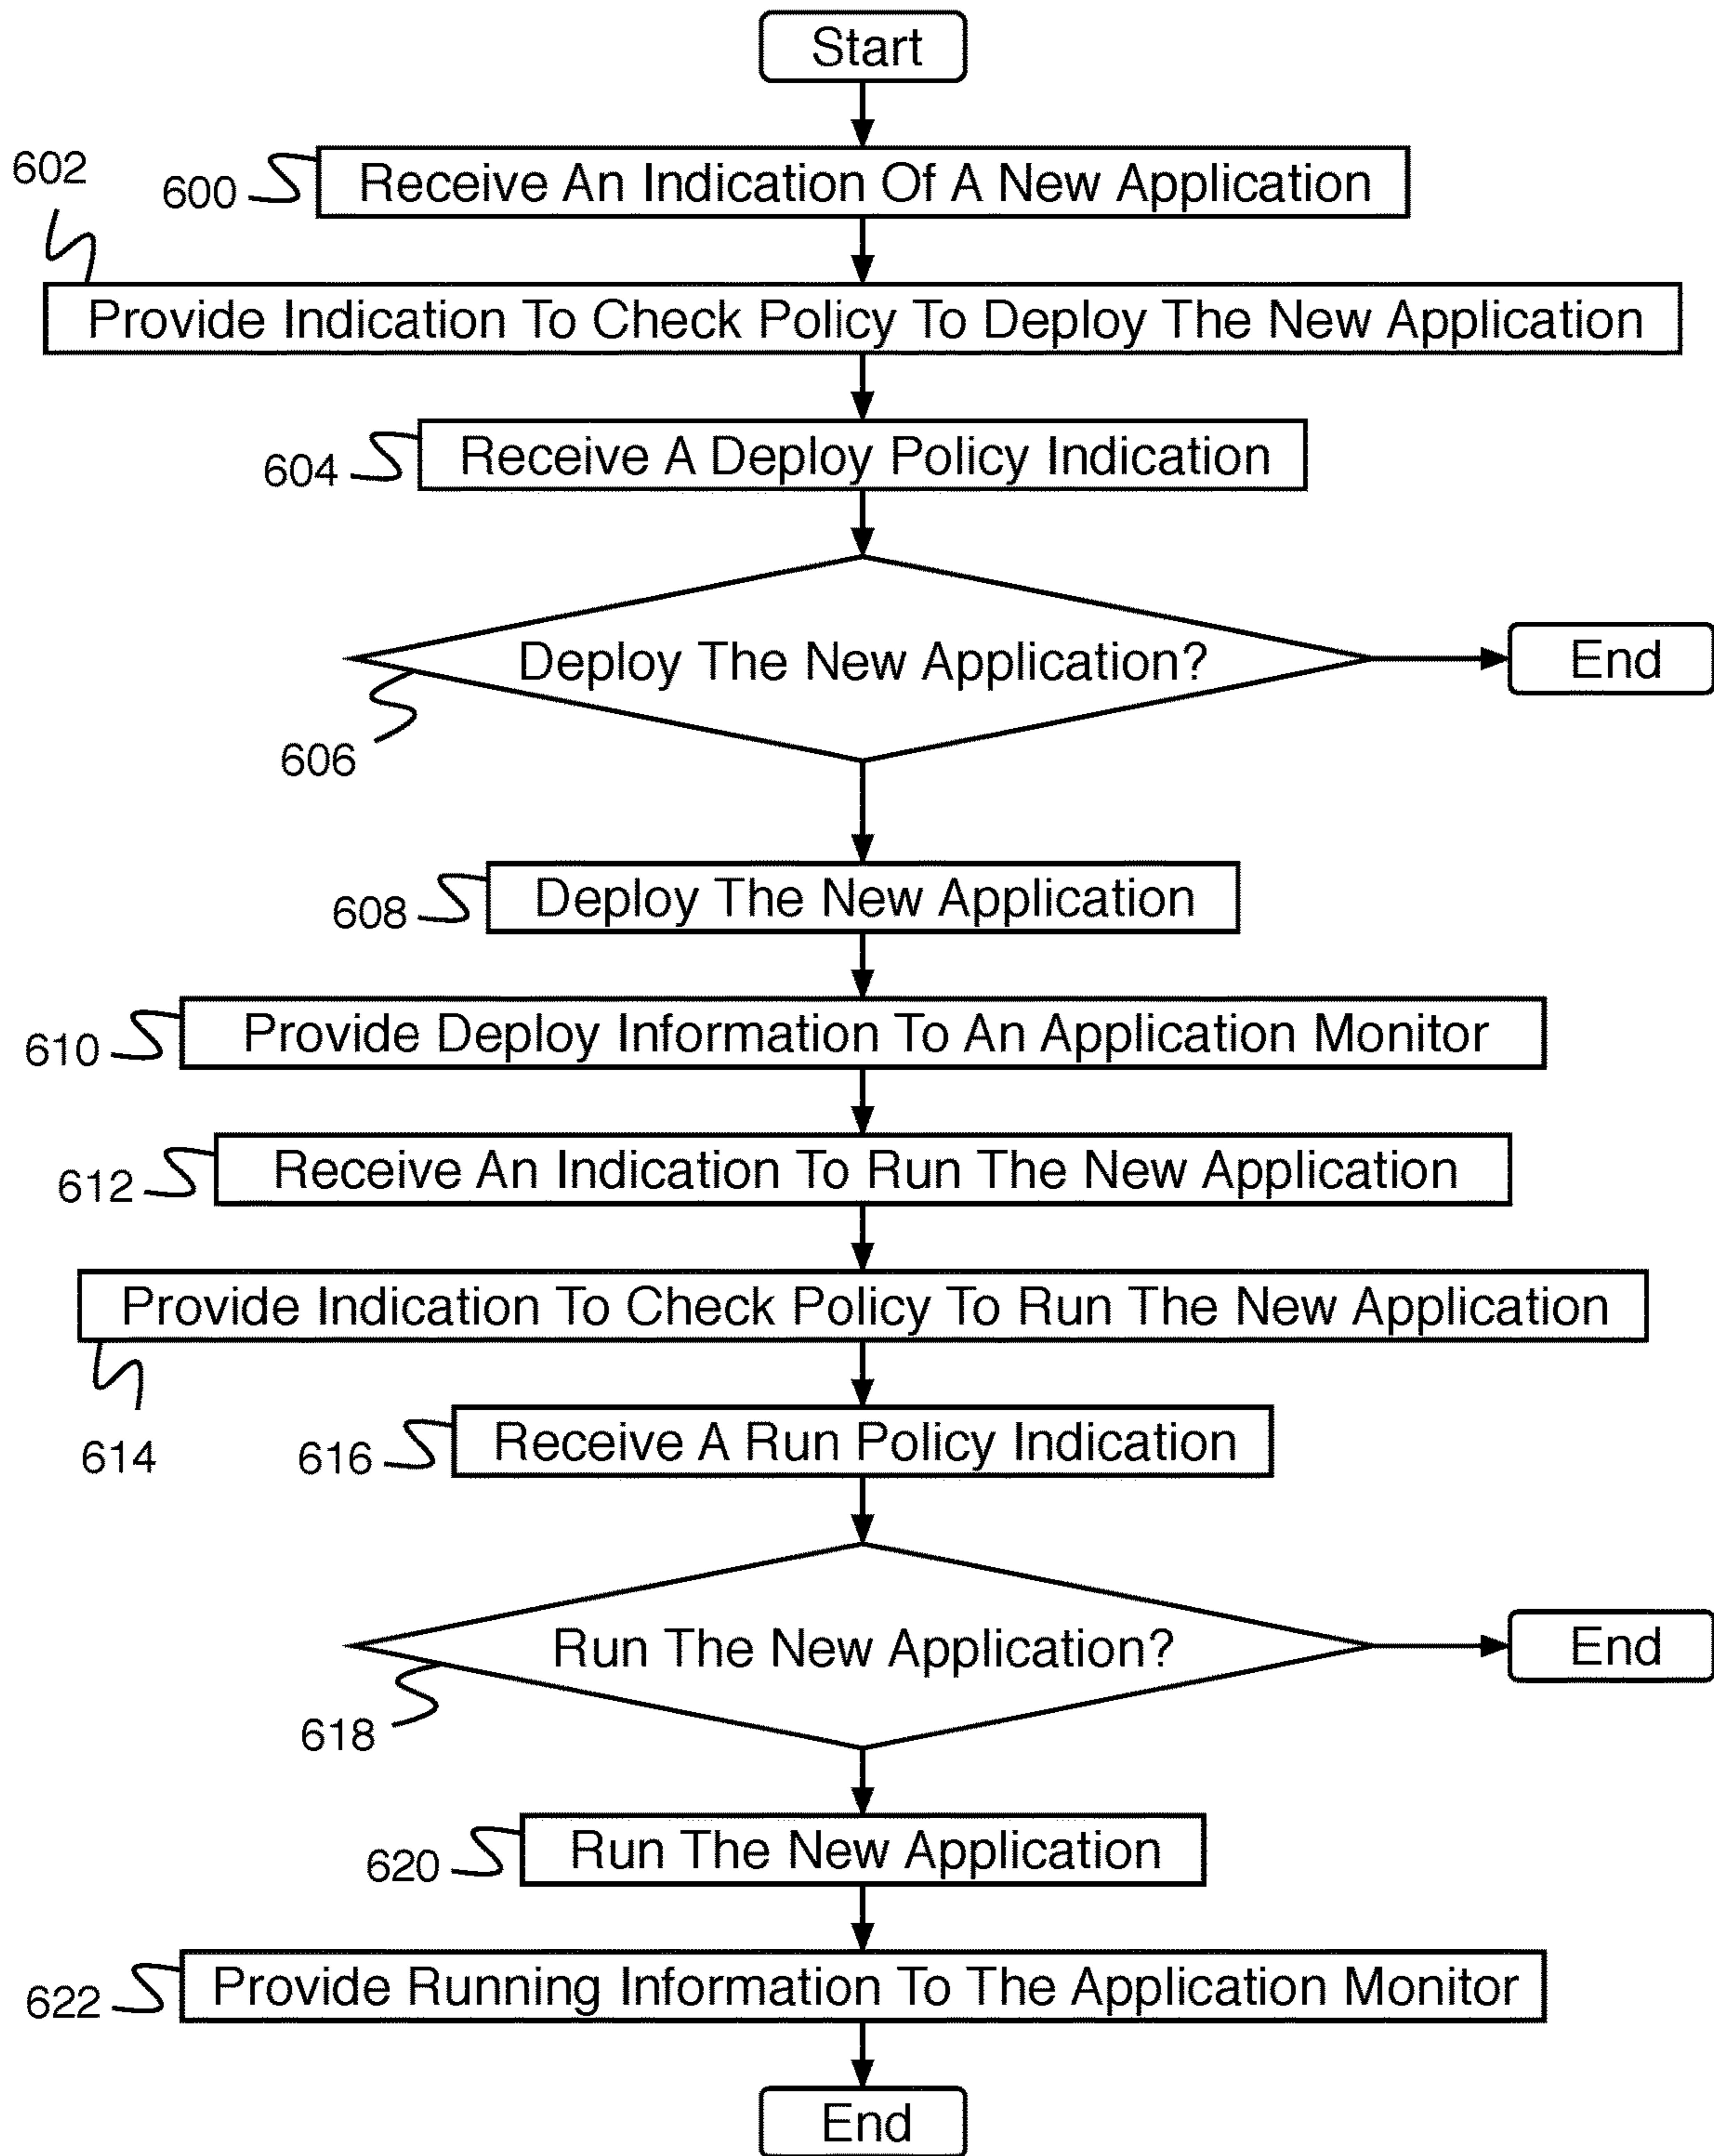 Start
602
600
Receive An Indication Of A New Application
Provide Indication To Check Policy To Deploy The New Application
604
Receive A Deploy Policy Indication
Deploy The New Application?
End
606
608
Deploy The New Application
610
Provide Deploy Information To An Application Monitor
612
Receive An Indication To Run The New Application
Provide Indication To Check Policy To Run The New Application
614
616
Receive A Run Policy Indication
Run The New Application?
End
618
620
Run The New Application
622
Provide Running Information To The Application Monitor
End